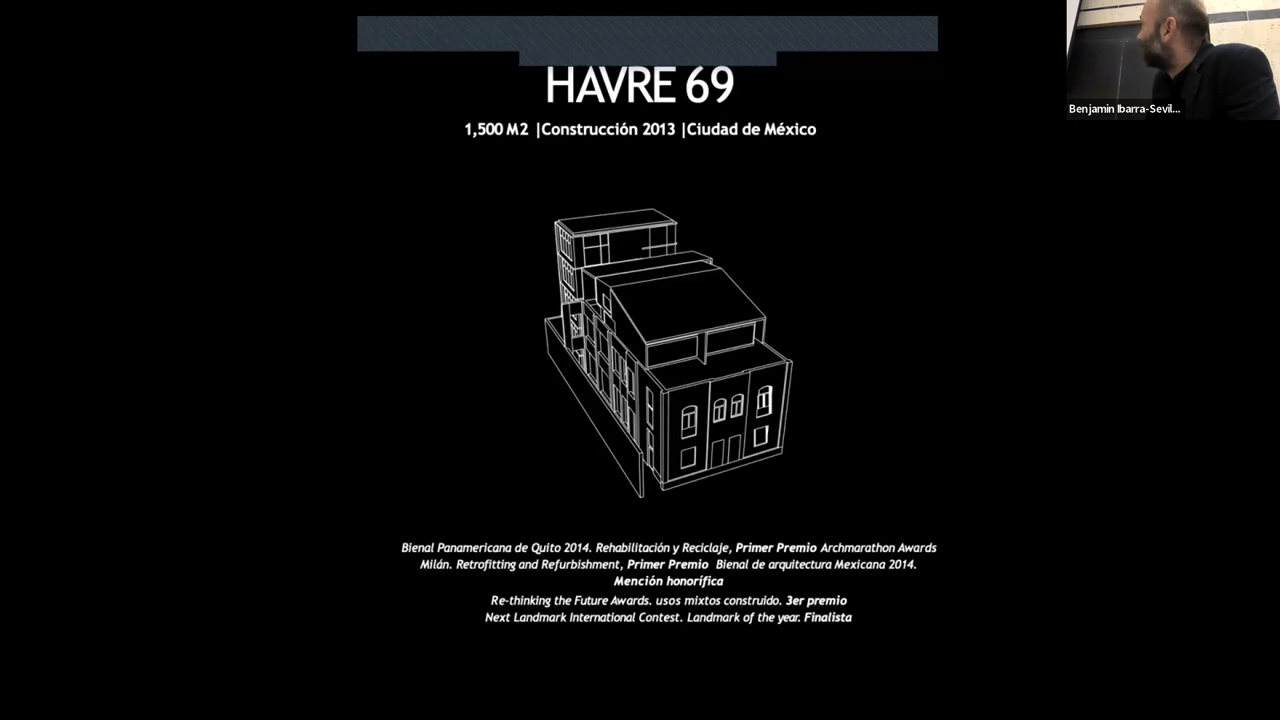 HAVRE 69
1,500 M2 |Construcción 2013 |Ciudad de México
Bienal Panamericana de Quito 2014. Rehabilitación y Reciclaje, Primer Premio Archmarathon Awards
Milán. Retrofitting and Refurbishment, Primer Premio Bienal de arquitectura Mexicana 2014.
Mención honorífica
Re-thinking the Future Awards. usos mixtos construido. 3er premio
Next Landmark International Contest. Landmark of the year. Finalista
Benjamin Ibarra-Sevil...